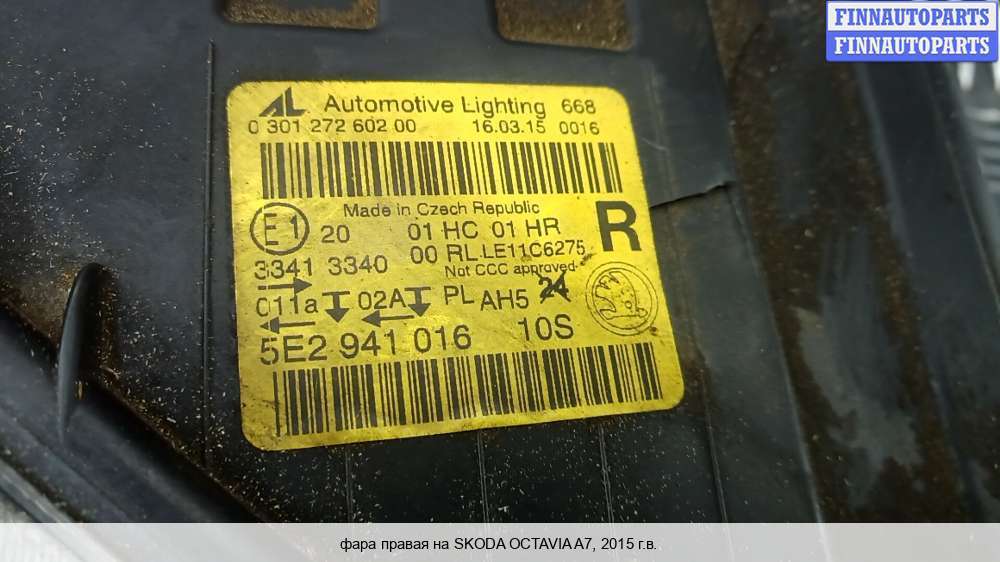 FINNAUTOPARTS
FINNAUTOPARTS
AL Automotive Lighting 668
0 301 272 602 00 16.03.15 0016
Made in Czech Republic
E1 20 01 HC 01 HR R
3341 3340 00 RL LE11C6275
Not CCC approved
011a 02A PL AH5 24
5E2 941 016 10S
фара правая на SKODA OCTAVIA A7, 2015 г.в.